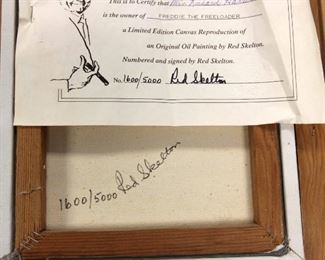 This is to Certify that
is the owner of FREDDIE THE FREELOADER
a Limited Edition Canvas Reproduction of
an Original Oil Painting by Red Skelton.
Numbered and signed by Red Skelton.
No. 1600/5000 Red Skelton
1600/5000 Red Skelton